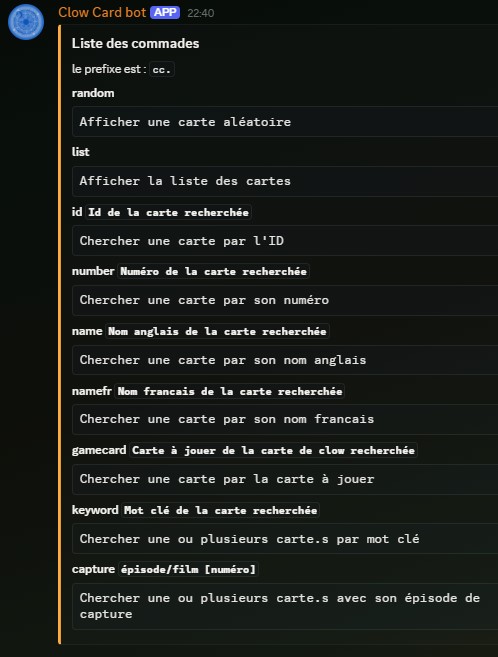 Clow Card bot APP 22:40
Liste des commades
le prefixe est : cc.
random
Afficher une carte aléatoire
list
Afficher la liste des cartes
id Id de la carte recherchée
Chercher une carte par l'ID
number Numéro de la carte recherchée
Chercher une carte par son numéro
name Nom anglais de la carte recherchée
Chercher une carte par son nom anglais
namefr Nom francais de la carte recherchée
Chercher une carte par son nom francais
gamecard Carte à jouer de la carte de clow recherchée
Chercher une carte par la carte à jouer
keyword Mot clé de la carte recherchée
Chercher une ou plusieurs carte.s par mot clé
capture épisode/film [numéro]
Chercher une ou plusieurs carte.s avec son épisode de
capture